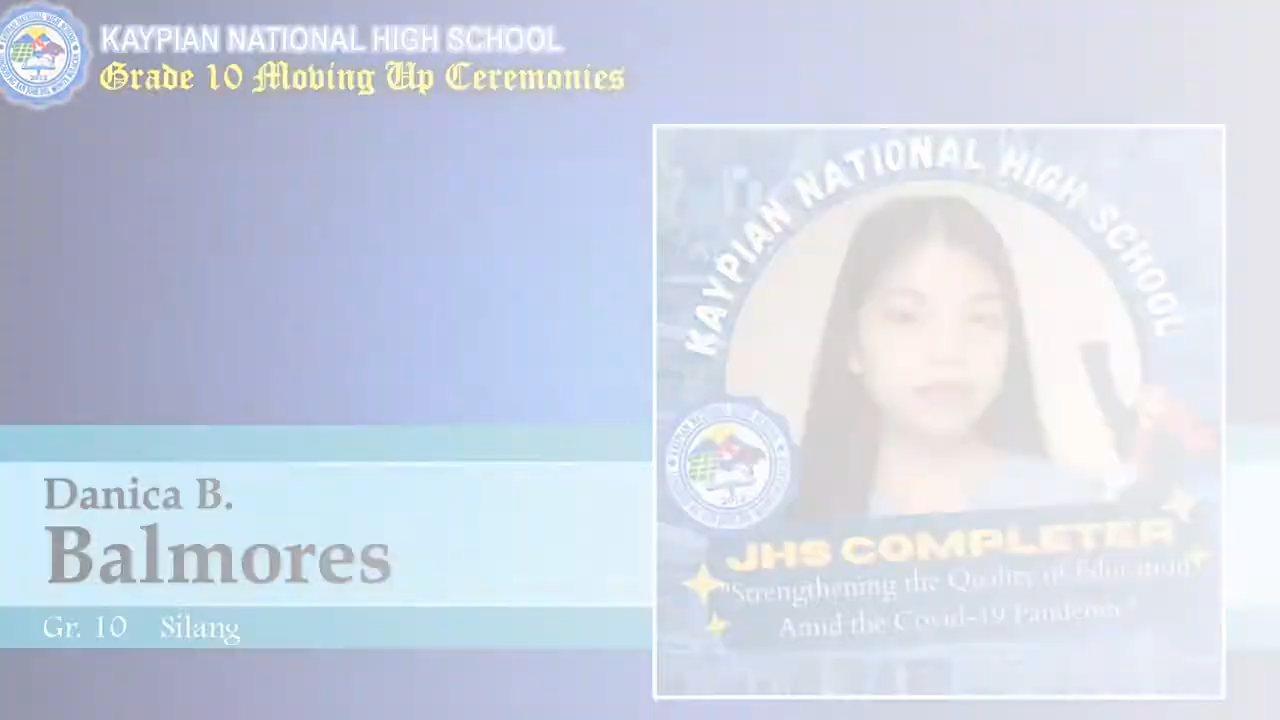 KAYPIAN NATIONAL HIGH SCHOOL
Grade 10 Moving Up Ceremonies
KAYPIAN NATIONAL HIGH SCHOOL
Danica B.
Balmores
Gr. 10 Silang
JHS COMPLETER
"Strengthening the Quality of Education
Amid the Covid-19 Pandemic"